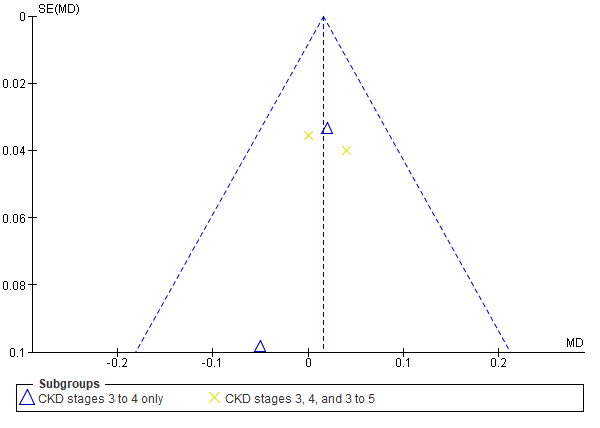 SE(MD)
0
0.02
0.04
0.06
0.08
0.1
MD
-0.2 -0.1 0 0.1 0.2
Subgroups
CKD stages 3 to 4 only CKD stages 3, 4, and 3 to 5